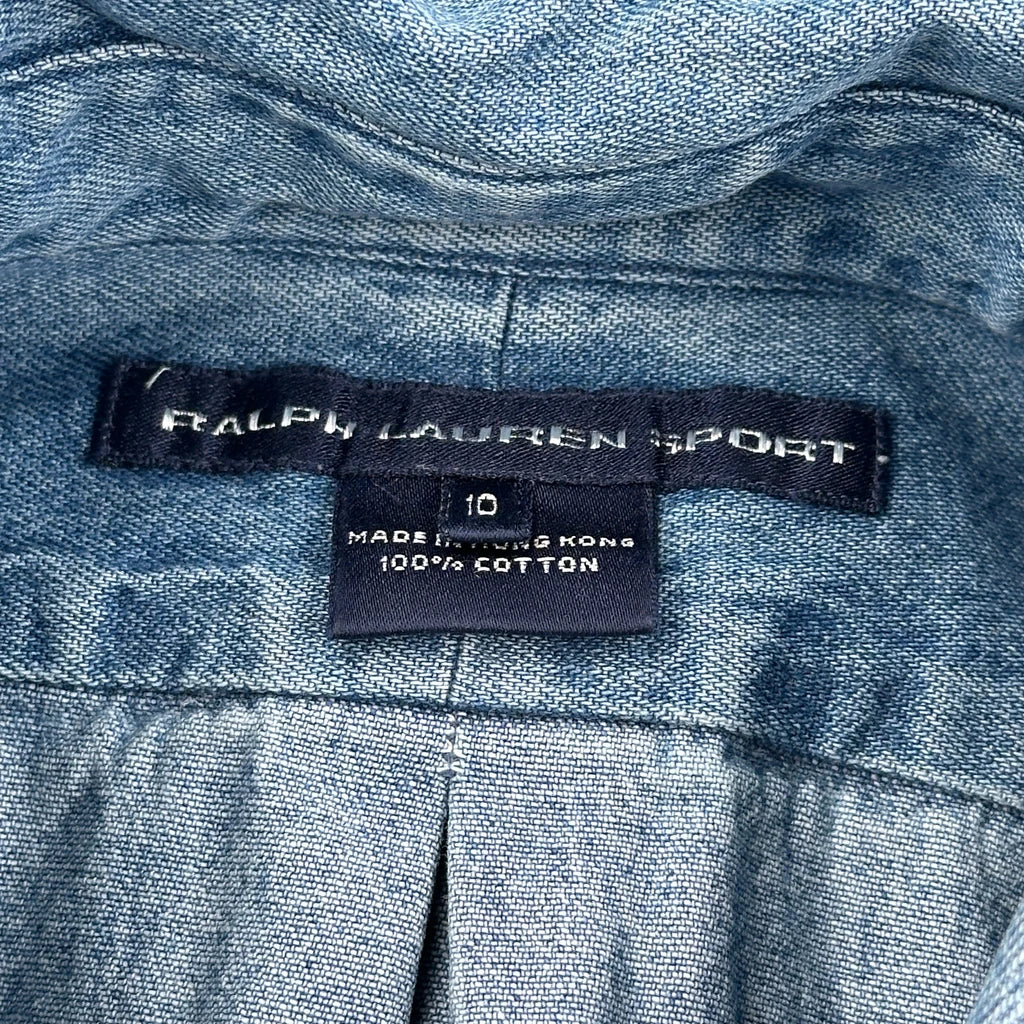 RALPH LAUREN SPORT
10
MADE IN HONG KONG
100% COTTON